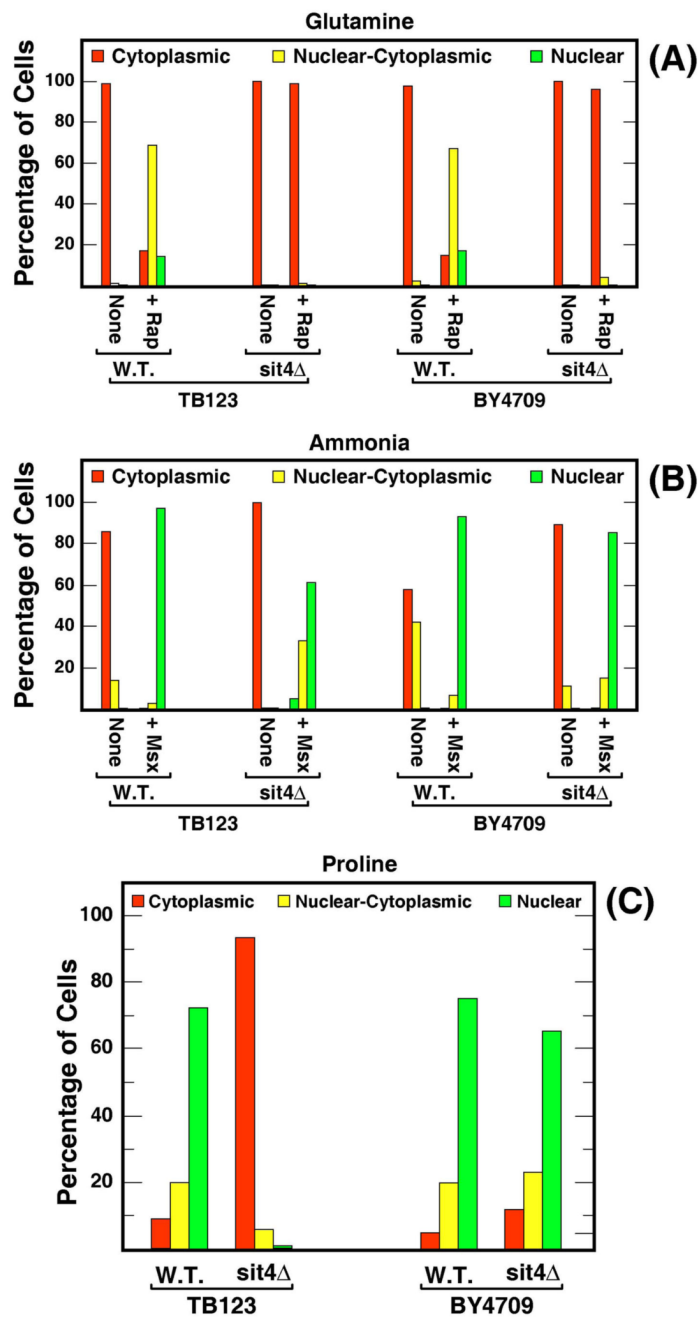 Glutamine
(A)
Cytoplasmic Nuclear-Cytoplasmic Nuclear
Percentage of Cells
100
80
60
40
20
None + Rap None + Rap None + Rap None + Rap
W.T. sit4Δ W.T. sit4Δ
TB123 BY4709
Ammonia
(B)
Cytoplasmic Nuclear-Cytoplasmic Nuclear
Percentage of Cells
100
80
60
40
20
None + Msx None + Msx None + Msx None + Msx
W.T. sit4Δ W.T. sit4Δ
TB123 BY4709
Proline
(C)
Cytoplasmic Nuclear-Cytoplasmic Nuclear
Percentage of Cells
100
80
60
40
20
W.T. sit4Δ W.T. sit4Δ
TB123 BY4709